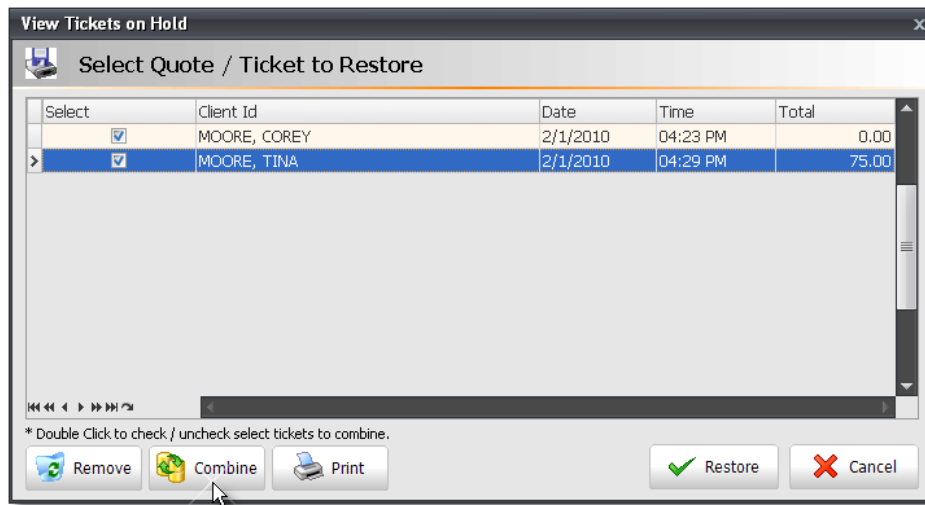 View Tickets on Hold
Select Quote / Ticket to Restore
Select Client Id Date Time Total
MOORE, COREY 2/1/2010 04:23 PM 0.00
MOORE, TINA 2/1/2010 04:29 PM 75.00
* Double Click to check / uncheck select tickets to combine.
Remove Combine Print Restore Cancel